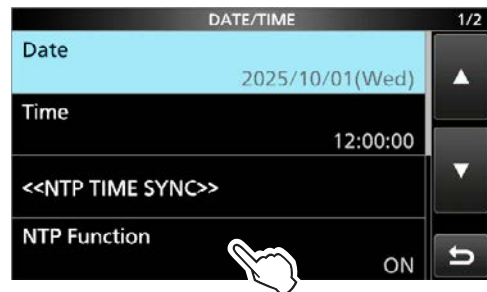 DATE/TIME 1/2
Date
2025/10/01(Wed)
Time
12:00:00
<<NTP TIME SYNC>>
NTP Function
ON